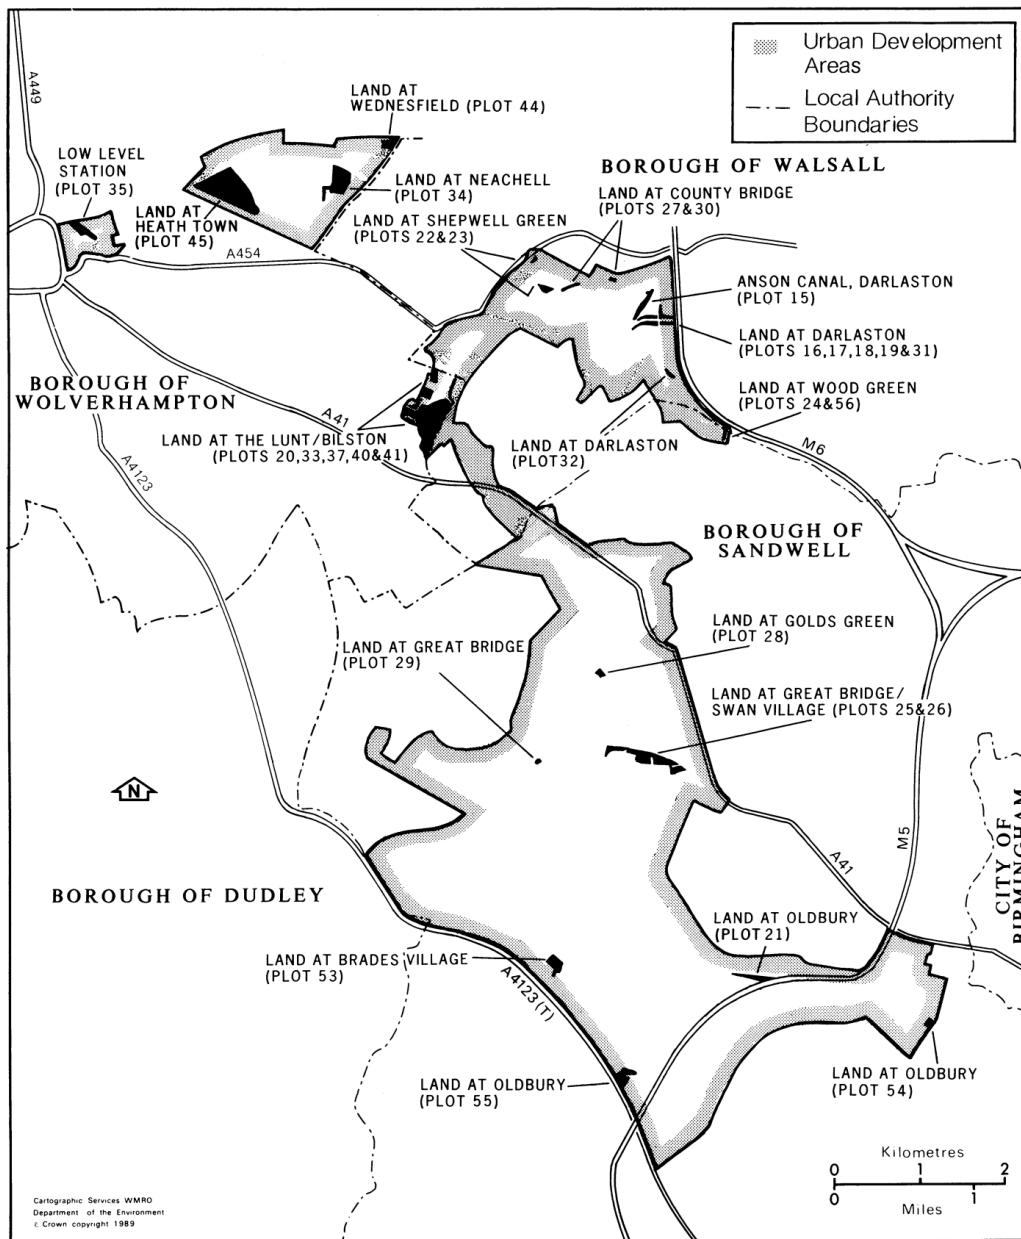 Urban Development
Areas
Local Authority
Boundaries
A449
LAND AT
WEDNESFIELD (PLOT 44)
LOW LEVEL
STATION
(PLOT 35)
BOROUGH OF WALSALL
LAND AT NEACHELL
(PLOT 34)
LAND AT COUNTY BRIDGE
(PLOTS 27&30)
LAND AT
HEATH TOWN
(PLOT 45)
LAND AT SHEPWELL GREEN
(PLOTS 22&23)
A454
ANSON CANAL, DARLASTON
(PLOT 15)
LAND AT DARLASTON
(PLOTS 16,17,18,19&31)
BOROUGH OF
WOLVERHAMPTON
LAND AT WOOD GREEN
(PLOTS 24&56)
A41
LAND AT THE LUNT/BILSTON
(PLOTS 20,33,37,40&41)
LAND AT DARLASTON
(PLOT32)
M6
A4123
BOROUGH OF
SANDWELL
LAND AT GOLDS GREEN
(PLOT 28)
LAND AT GREAT BRIDGE
(PLOT 29)
LAND AT GREAT BRIDGE/
SWAN VILLAGE (PLOTS 25&26)
N
M5
A41
CITY OF
BIRMINGHAM
BOROUGH OF DUDLEY
LAND AT OLDBURY
(PLOT 21)
LAND AT BRADES VILLAGE
(PLOT 53)
A4123(T)
LAND AT OLDBURY
(PLOT 55)
LAND AT OLDBURY
(PLOT 54)
Kilometres
0 1 2
0 1
Miles
Cartographic Services WMRO
Department of the Environment
c Crown copyright 1989